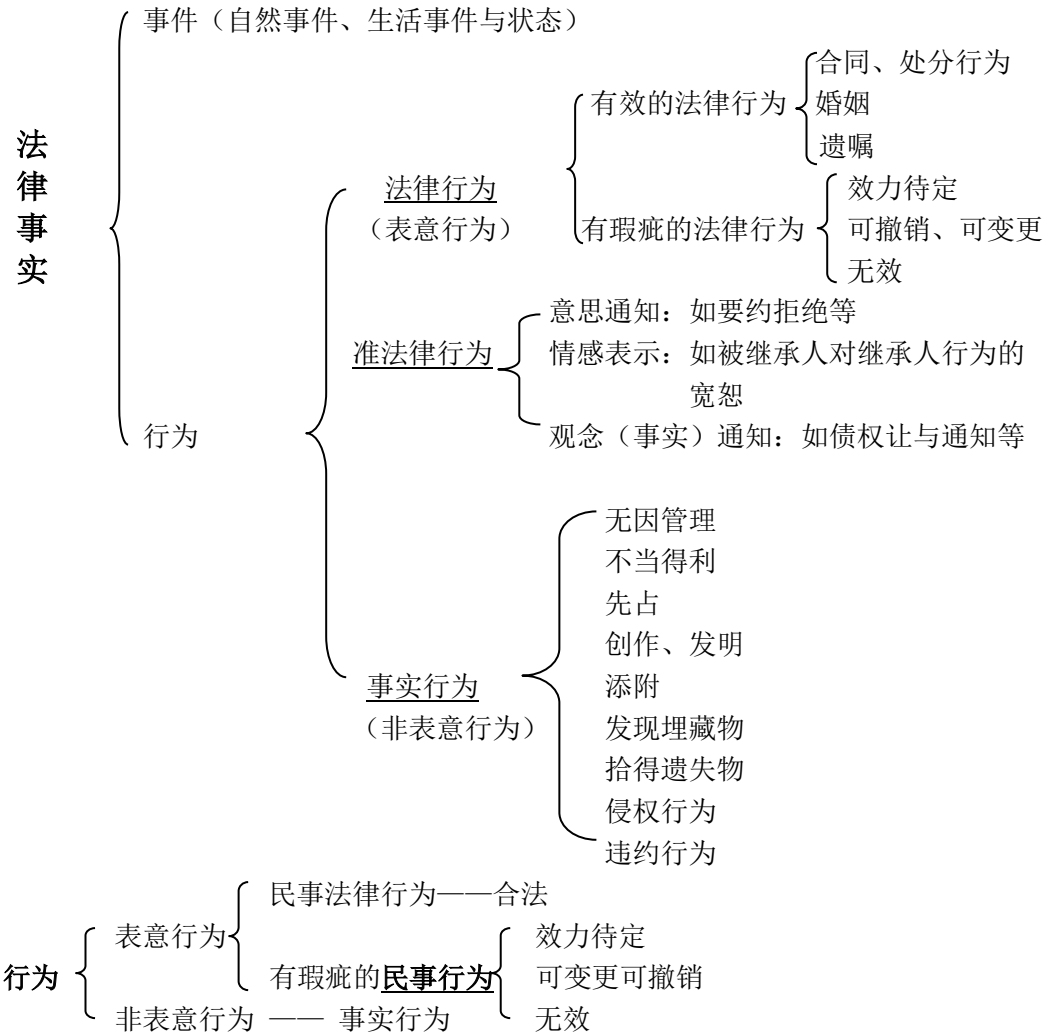 事件（自然事件、生活事件与状态）
法律事实
行为
法律行为
（表意行为）
有效的法律行为
合同、处分行为
婚姻
遗嘱
有瑕疵的法律行为
效力待定
可撤销、可变更
无效
准法律行为
意思通知：如要约拒绝等
情感表示：如被继承人对继承人行为的
宽恕
观念（事实）通知：如债权让与通知等
事实行为
（非表意行为）
无因管理
不当得利
先占
创作、发明
添附
发现埋藏物
拾得遗失物
侵权行为
违约行为
行为
表意行为
民事法律行为——合法
有瑕疵的民事行为
效力待定
可变更可撤销
无效
非表意行为 —— 事实行为